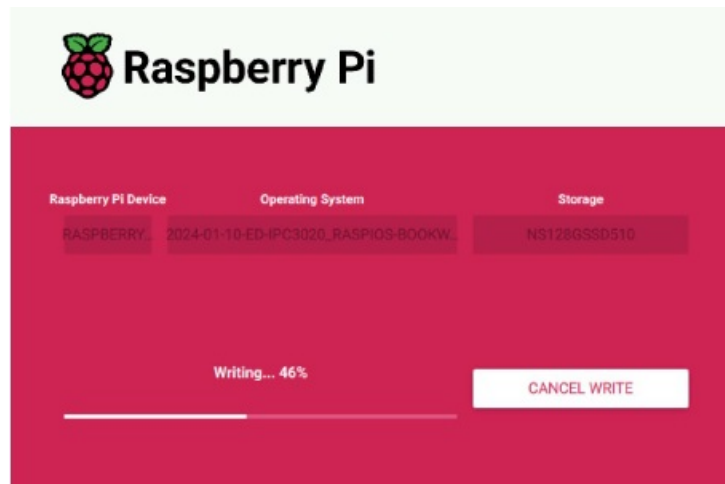 Raspberry Pi
Raspberry Pi Device Operating System Storage
RASPBERRY... 2024-01-10-ED-IPC3020_RASPIOS-BOOKW... NS128GSSD510
Writing... 46%
CANCEL WRITE